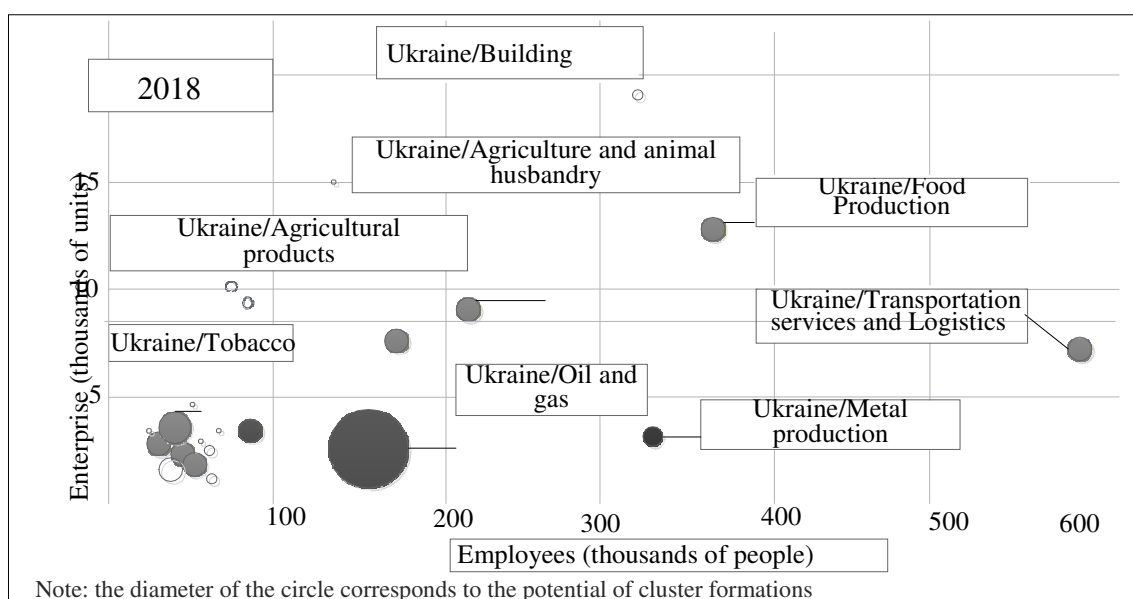 Ukraine/Building
2018
Ukraine/Agriculture and animal
husbandry
15
Ukraine/Food
Production
Ukraine/Agricultural
products
10
Ukraine/Transportation
services and Logistics
Ukraine/Tobacco
Ukraine/Oil and
gas
5
Ukraine/Metal
production
Enterprise (thousands of units)
100
200
300
400
500
600
Employees (thousands of people)
Note: the diameter of the circle corresponds to the potential of cluster formations